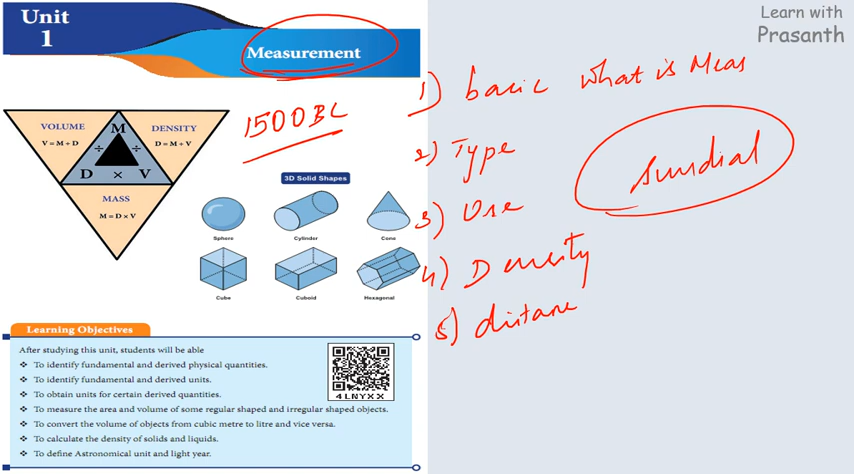 Unit
1
Measurement
Learn with
Prasanth
1500BC
VOLUME
V = M ÷ D
M
DENSITY
D = M ÷ V
÷
÷
D × V
MASS
M = D × V
3D Solid Shapes
Sphere
Cylinder
Cone
Cube
Cuboid
Hexagonal
1) basic what is Meas
2) Type
3) Use
4) Density
5) distane
sundial
Learning Objectives
After studying this unit, students will be able
❖ To identify fundamental and derived physical quantities.
❖ To identify fundamental and derived units.
❖ To obtain units for certain derived quantities.
❖ To measure the area and volume of some regular shaped and irregular shaped objects.
❖ To convert the volume of objects from cubic metre to litre and vice versa.
❖ To calculate the density of solids and liquids.
❖ To define Astronomical unit and light year.
4LNYXX